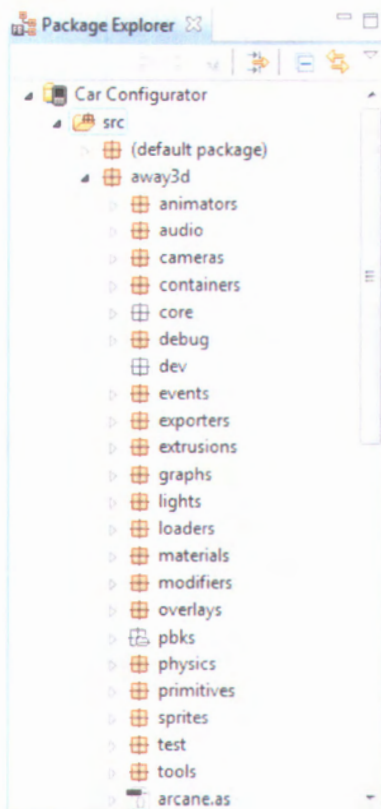 Package Explorer
Car Configurator
src
(default package)
away3d
animators
audio
cameras
containers
core
debug
dev
events
exporters
extrusions
graphs
lights
loaders
materials
modifiers
overlays
pbks
physics
primitives
sprites
test
tools
arcane.as